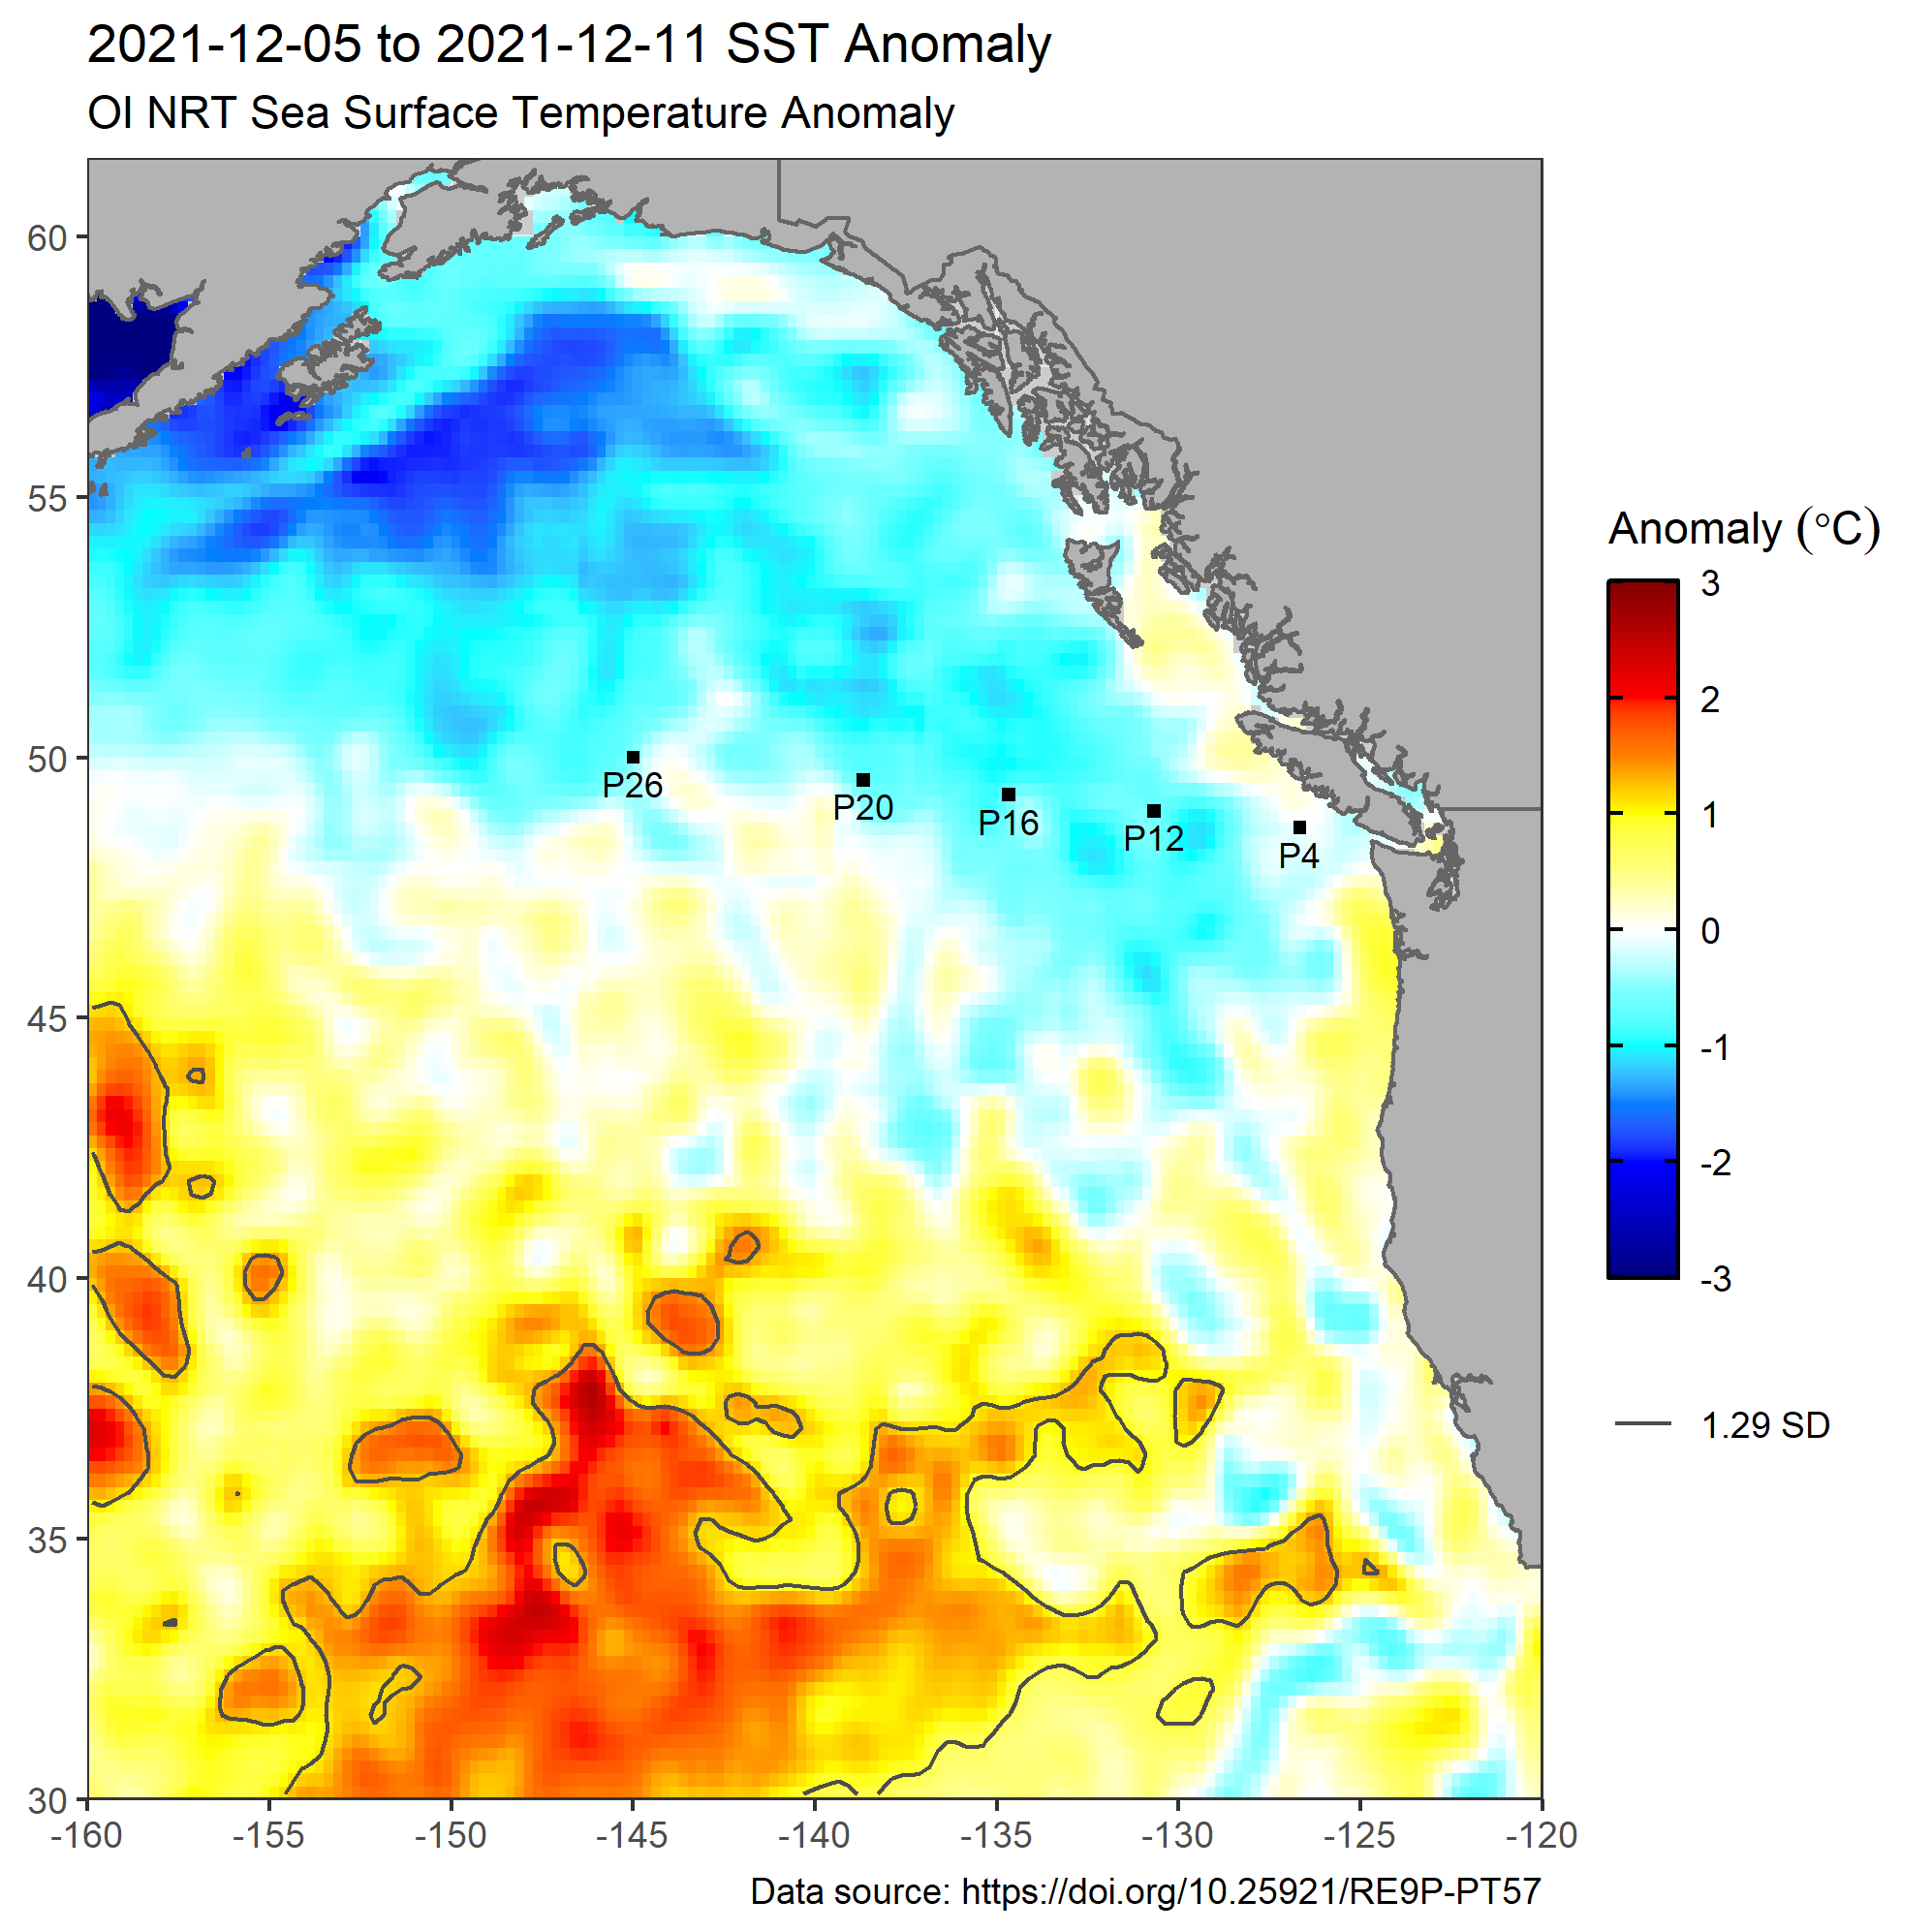 2021-12-05 to 2021-12-11 SST Anomaly
OI NRT Sea Surface Temperature Anomaly
60
55
50
45
40
35
30
-160
-155
-150
-145
-140
-135
-130
-125
-120
P26
P20
P16
P12
P4
Anomaly (°C)
3
2
1
0
-1
-2
-3
1.29 SD
Data source: https://doi.org/10.25921/RE9P-PT57